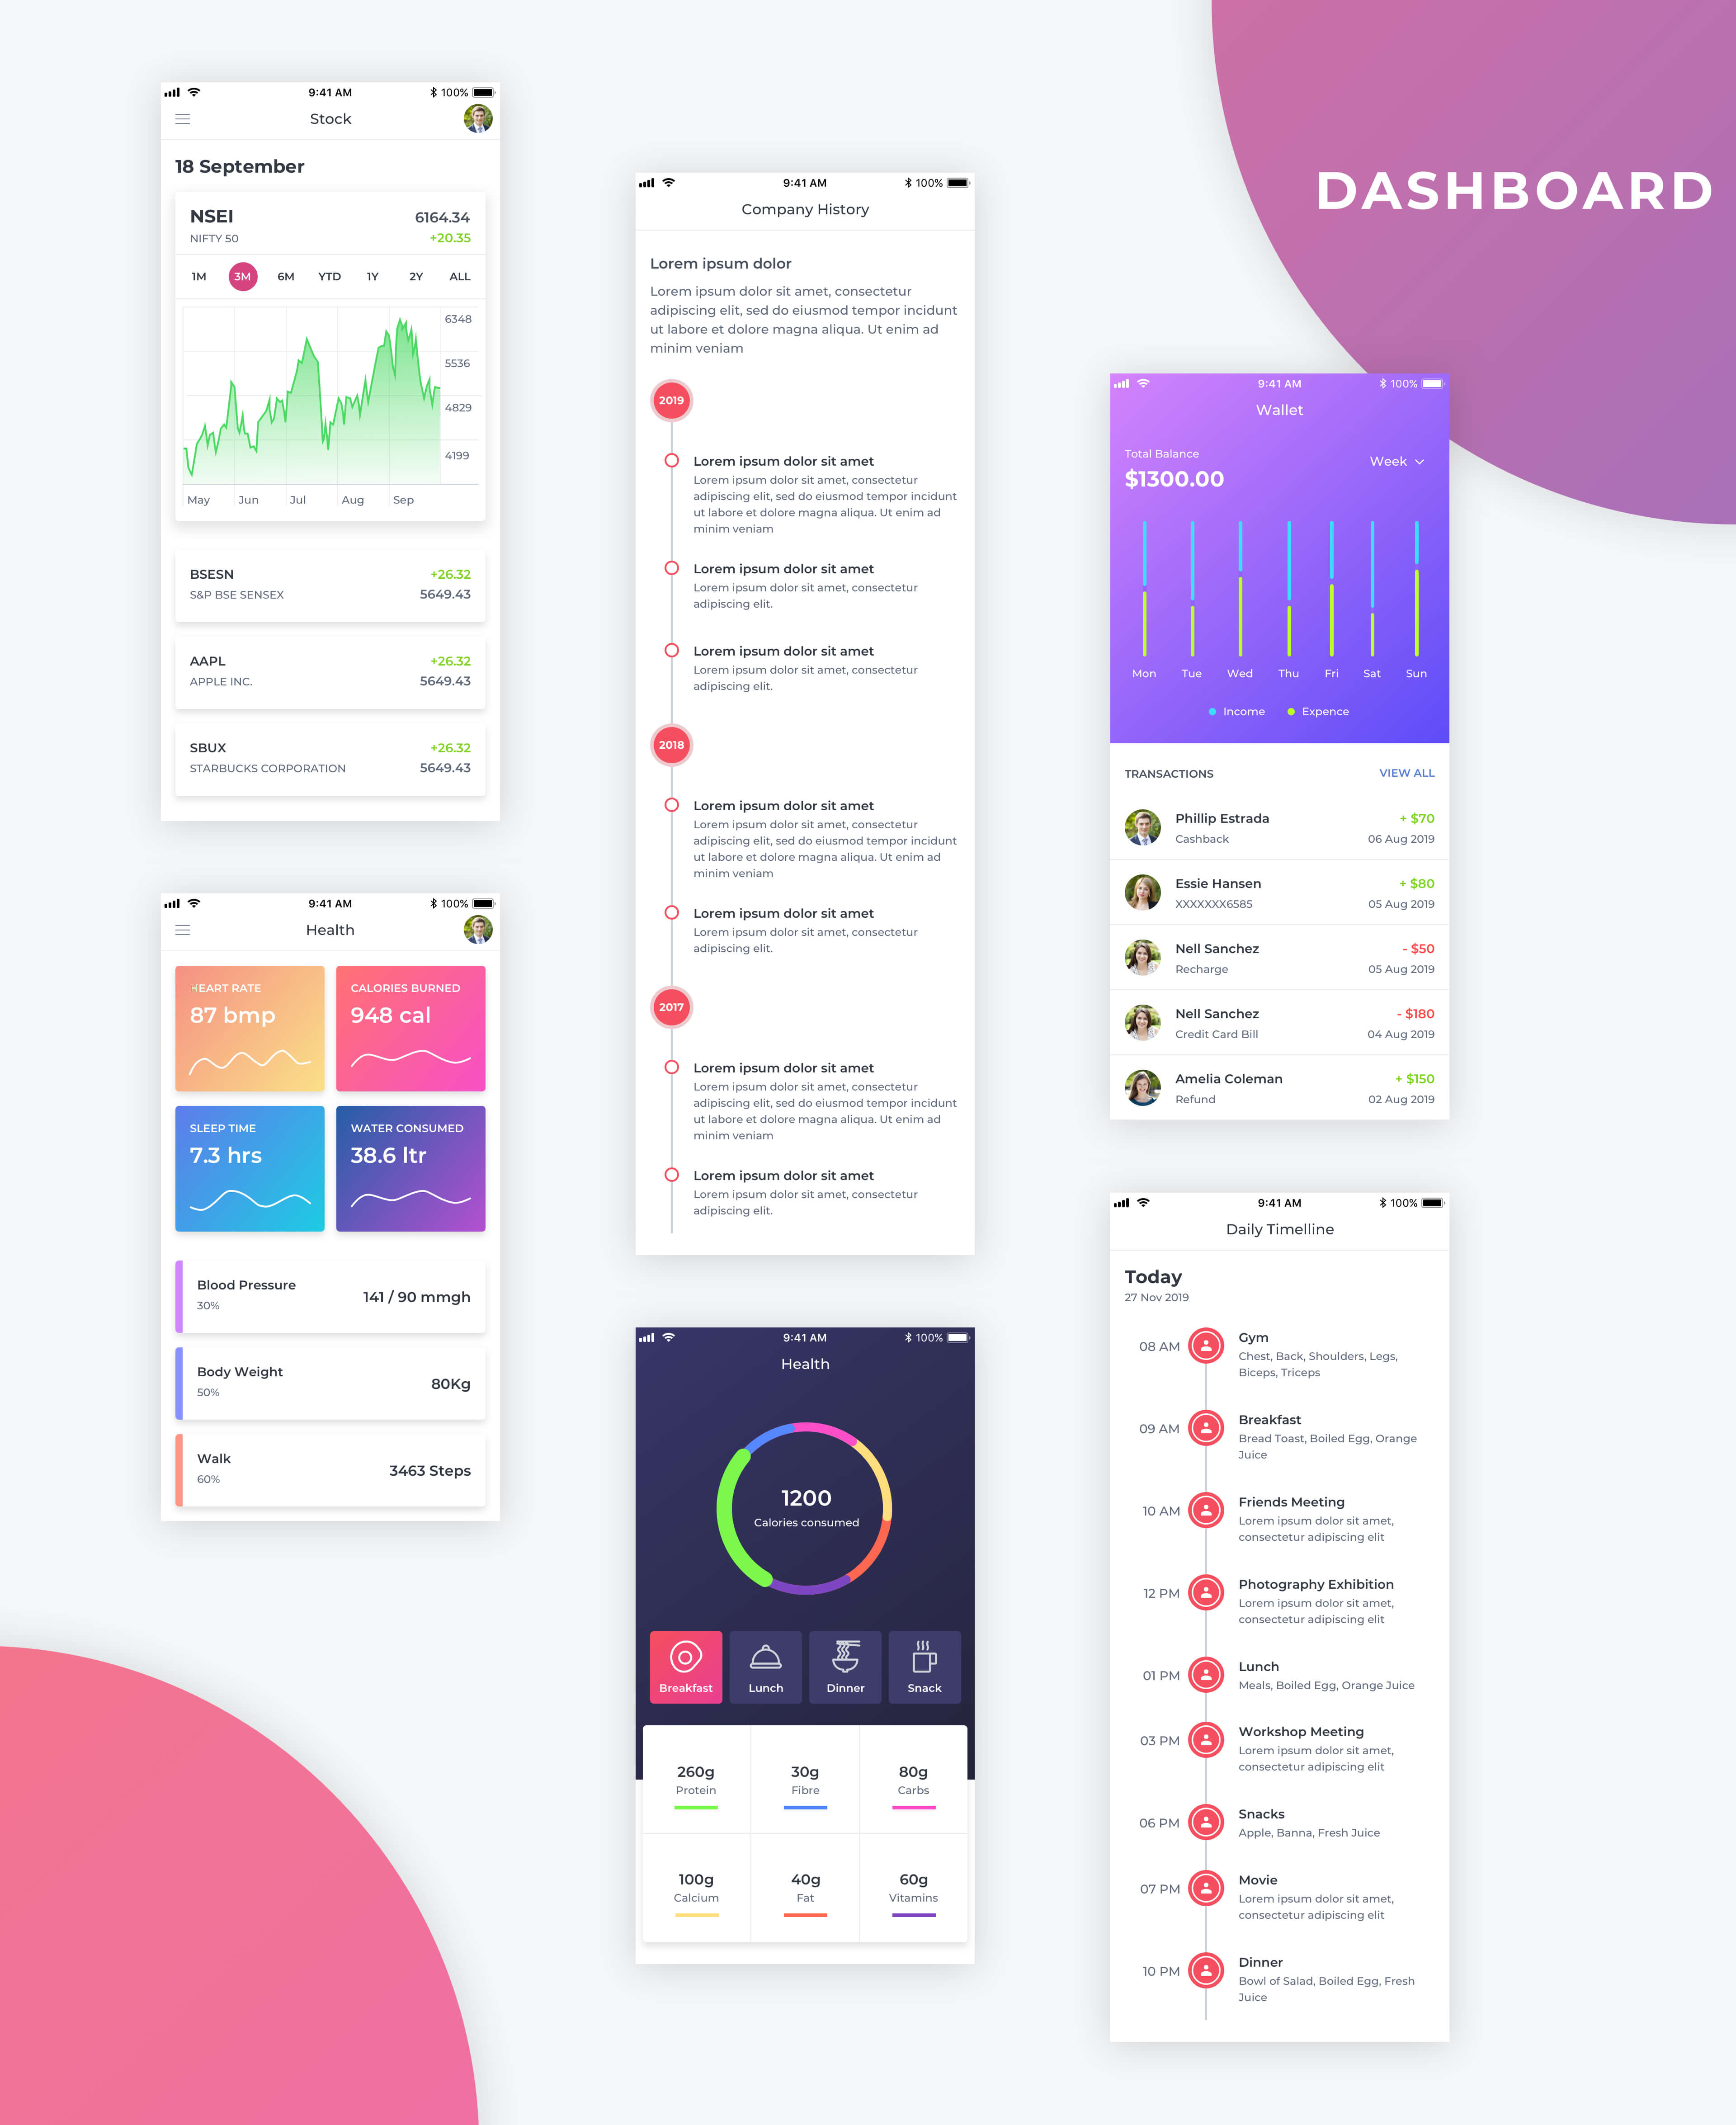 DASHBOARD
9:41 AM
100%
Stock
18 September
NSEI 6164.34
NIFTY 50 +20.35
1M 3M 6M YTD 1Y 2Y ALL
6348
5536
4829
4199
May Jun Jul Aug Sep
BSESN +26.32
S&P BSE SENSEX 5649.43
AAPL +26.32
APPLE INC. 5649.43
SBUX +26.32
STARBUCKS CORPORATION 5649.43
9:41 AM 100%
Health
HEART RATE CALORIES BURNED
87 bmp 948 cal
SLEEP TIME WATER CONSUMED
7.3 hrs 38.6 ltr
Blood Pressure
30%
141 / 90 mmgh
Body Weight
50%
80Kg
Walk
60%
3463 Steps
9:41 AM 100%
Company History
Lorem ipsum dolor
Lorem ipsum dolor sit amet, consectetur
adipiscing elit, sed do eiusmod tempor incidunt
ut labore et dolore magna aliqua. Ut enim ad
minim veniam
2019
Lorem ipsum dolor sit amet
Lorem ipsum dolor sit amet, consectetur
adipiscing elit, sed do eiusmod tempor incidunt
ut labore et dolore magna aliqua. Ut enim ad
minim veniam
Lorem ipsum dolor sit amet
Lorem ipsum dolor sit amet, consectetur
adipiscing elit.
Lorem ipsum dolor sit amet
Lorem ipsum dolor sit amet, consectetur
adipiscing elit.
2018
Lorem ipsum dolor sit amet
Lorem ipsum dolor sit amet, consectetur
adipiscing elit, sed do eiusmod tempor incidunt
ut labore et dolore magna aliqua. Ut enim ad
minim veniam
Lorem ipsum dolor sit amet
Lorem ipsum dolor sit amet, consectetur
adipiscing elit.
2017
Lorem ipsum dolor sit amet
Lorem ipsum dolor sit amet, consectetur
adipiscing elit, sed do eiusmod tempor incidunt
ut labore et dolore magna aliqua. Ut enim ad
minim veniam
Lorem ipsum dolor sit amet
Lorem ipsum dolor sit amet, consectetur
adipiscing elit.
9:41 AM 100%
Health
1200
Calories consumed
Breakfast Lunch Dinner Snack
260g 30g 80g
Protein Fibre Carbs
100g 40g 60g
Calcium Fat Vitamins
9:41 AM 100%
Wallet
Total Balance
$1300.00
Week
Mon Tue Wed Thu Fri Sat Sun
Income Expence
TRANSACTIONS VIEW ALL
Phillip Estrada + $70
Cashback 06 Aug 2019
Essie Hansen + $80
XXXXXXX6585 05 Aug 2019
Nell Sanchez - $50
Recharge 05 Aug 2019
Nell Sanchez - $180
Credit Card Bill 04 Aug 2019
Amelia Coleman + $150
Refund 02 Aug 2019
9:41 AM 100%
Daily Timelline
Today
27 Nov 2019
08 AM
Gym
Chest, Back, Shoulders, Legs,
Biceps, Triceps
09 AM
Breakfast
Bread Toast, Boiled Egg, Orange
Juice
10 AM
Friends Meeting
Lorem ipsum dolor sit amet,
consectetur adipiscing elit
12 PM
Photography Exhibition
Lorem ipsum dolor sit amet,
consectetur adipiscing elit
01 PM
Lunch
Meals, Boiled Egg, Orange Juice
03 PM
Workshop Meeting
Lorem ipsum dolor sit amet,
consectetur adipiscing elit
06 PM
Snacks
Apple, Banna, Fresh Juice
07 PM
Movie
Lorem ipsum dolor sit amet,
consectetur adipiscing elit
10 PM
Dinner
Bowl of Salad, Boiled Egg, Fresh
Juice